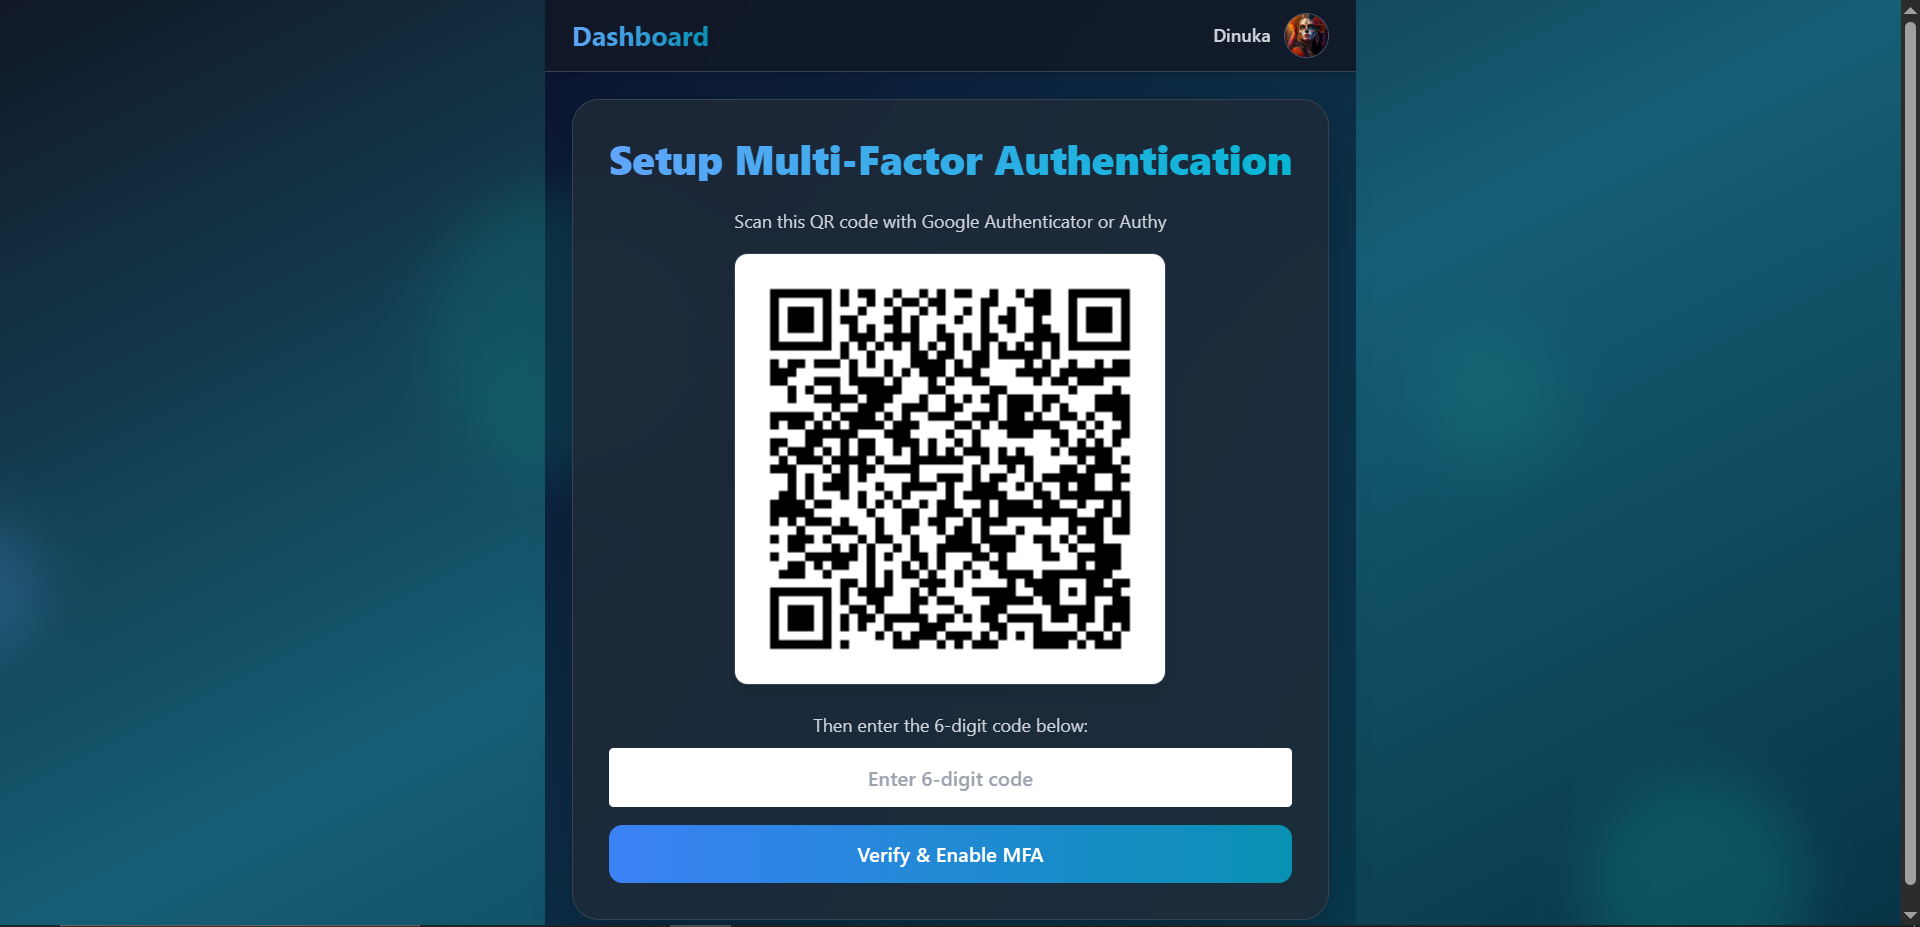 Dashboard
Dinuka
Setup Multi-Factor Authentication
Scan this QR code with Google Authenticator or Authy
Then enter the 6-digit code below:
Enter 6-digit code
Verify & Enable MFA